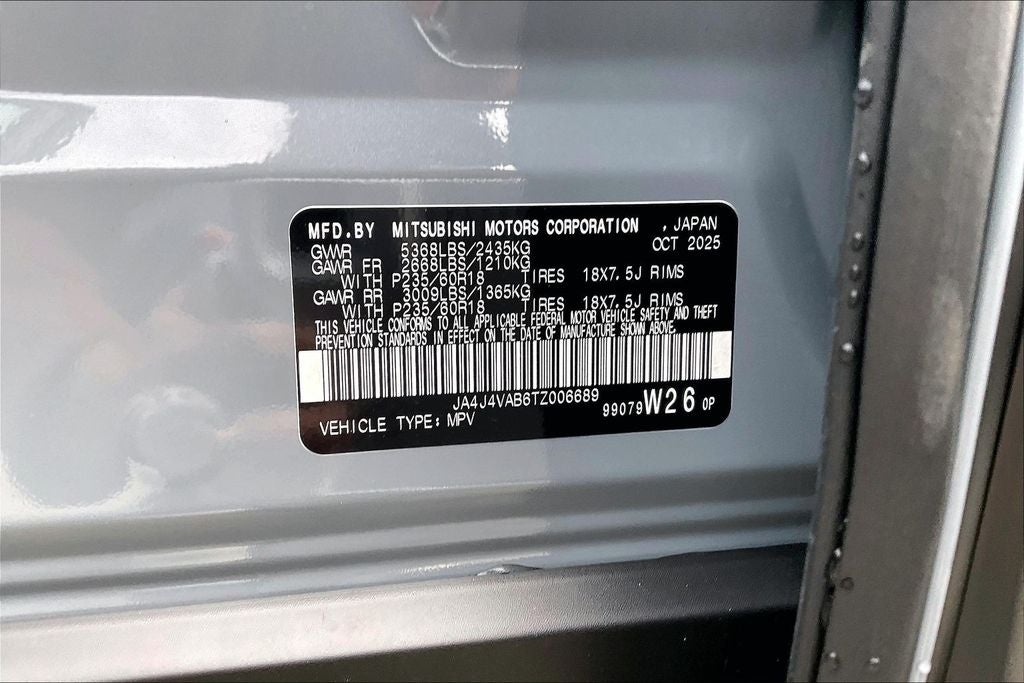 MFD.BY MITSUBISHI MOTORS CORPORATION , JAPAN
GVWR 5368LBS/2435KG OCT 2025
GAWR FR 2668LBS/1210KG
WITH P235/60R18 TIRES 18X7.5J RIMS
GAWR RR 3009LBS/1365KG
WITH P235/60R18 TIRES 18X7.5J RIMS
THIS VEHICLE CONFORMS TO ALL APPLICABLE FEDERAL MOTOR VEHICLE SAFETY AND THEFT
PREVENTION STANDARDS IN EFFECT ON THE DATE OF MANUFACTURE SHOWN ABOVE.
JA4J4VAB6TZ006689
VEHICLE TYPE: MPV 99079 W26 0P